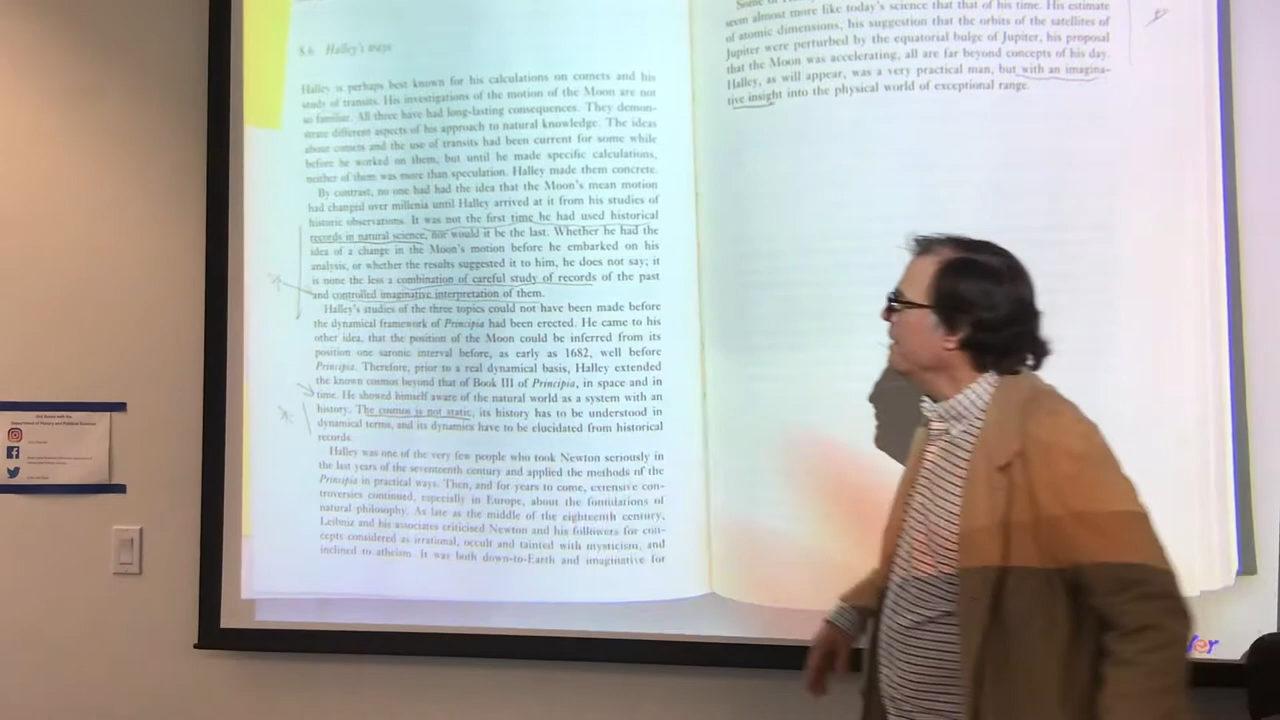 8.6 Halley's ways
Halley is perhaps best known for his calculations on comets and his
study of transits. His investigations of the motion of the Moon are not
so familiar. All three have had long-lasting consequences. They demon-
strate different aspects of his approach to natural knowledge. The ideas
about comets and the use of transits had been current for some while
before he worked on them, but until he made specific calculations,
neither of them was more than speculation. Halley made them concrete.
By contrast, no one had had the idea that the Moon's mean motion
had changed over millenia until Halley arrived at it from his studies of
historic observations. It was not the first time he had used historical
records in natural science, nor would it be the last. Whether he had the
idea of a change in the Moon's motion before he embarked on his
analysis, or whether the results suggested it to him, he does not say; it
is none the less a combination of careful study of records of the past
and controlled imaginative interpretation of them.
Halley's studies of the three topics could not have been made before
the dynamical framework of Principia had been erected. He came to his
other idea, that the position of the Moon could be inferred from its
position one saronic interval before, as early as 1682, well before
Principia. Therefore, prior to a real dynamical basis, Halley extended
the known cosmos beyond that of Book III of Principia, in space and in
time. He showed himself aware of the natural world as a system with an
history. The cosmos is not static, its history has to be understood in
dynamical terms, and its dynamics have to be elucidated from historical
records.
Halley was one of the very few people who took Newton seriously in
the last years of the seventeenth century and applied the methods of the
Principia in practical ways. Then, and for years to come, extensive con-
troversies continued, especially in Europe, about the foundations of
natural philosophy. As late as the middle of the eighteenth century,
Leibniz and his associates criticised Newton and his followers for con-
cepts considered as irrational, occult and tainted with mysticism, and
inclined to atheism. It was both down-to-Earth and imaginative for
Some of
seem almost more like today's science that that of his time. His estimate
of atomic dimensions, his suggestion that the orbits of the satellites of
Jupiter were perturbed by the equatorial bulge of Jupiter, his proposal
that the Moon was accelerating, all are far beyond concepts of his day.
Halley, as will appear, was a very practical man, but with an imagina-
tive insight into the physical world of exceptional range.
Department of History and Political Science